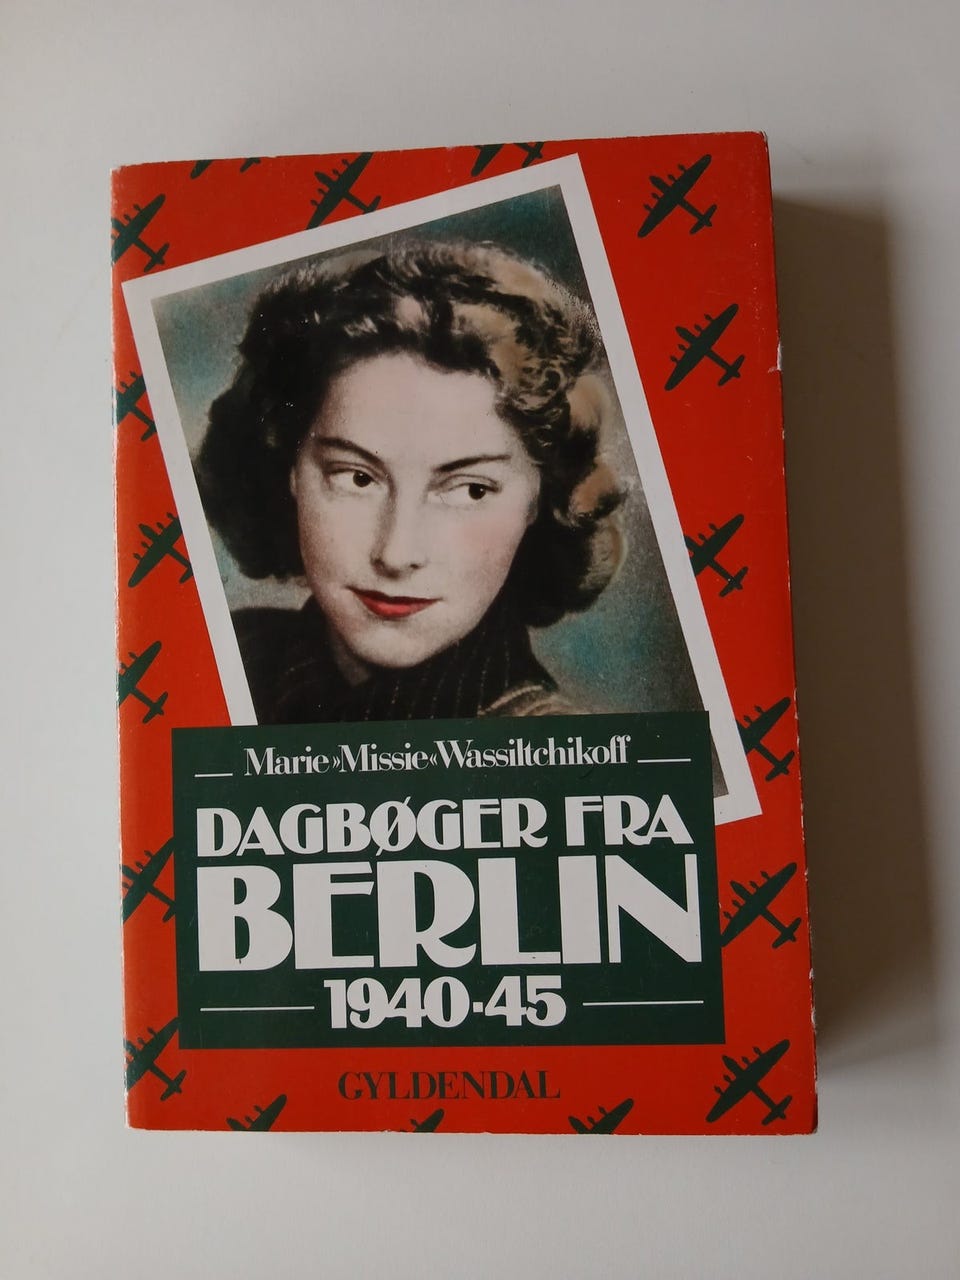 Marie »Missie« Wassiltchikoff
DAGBØGER FRA
BERLIN
1940-45
GYLDENDAL